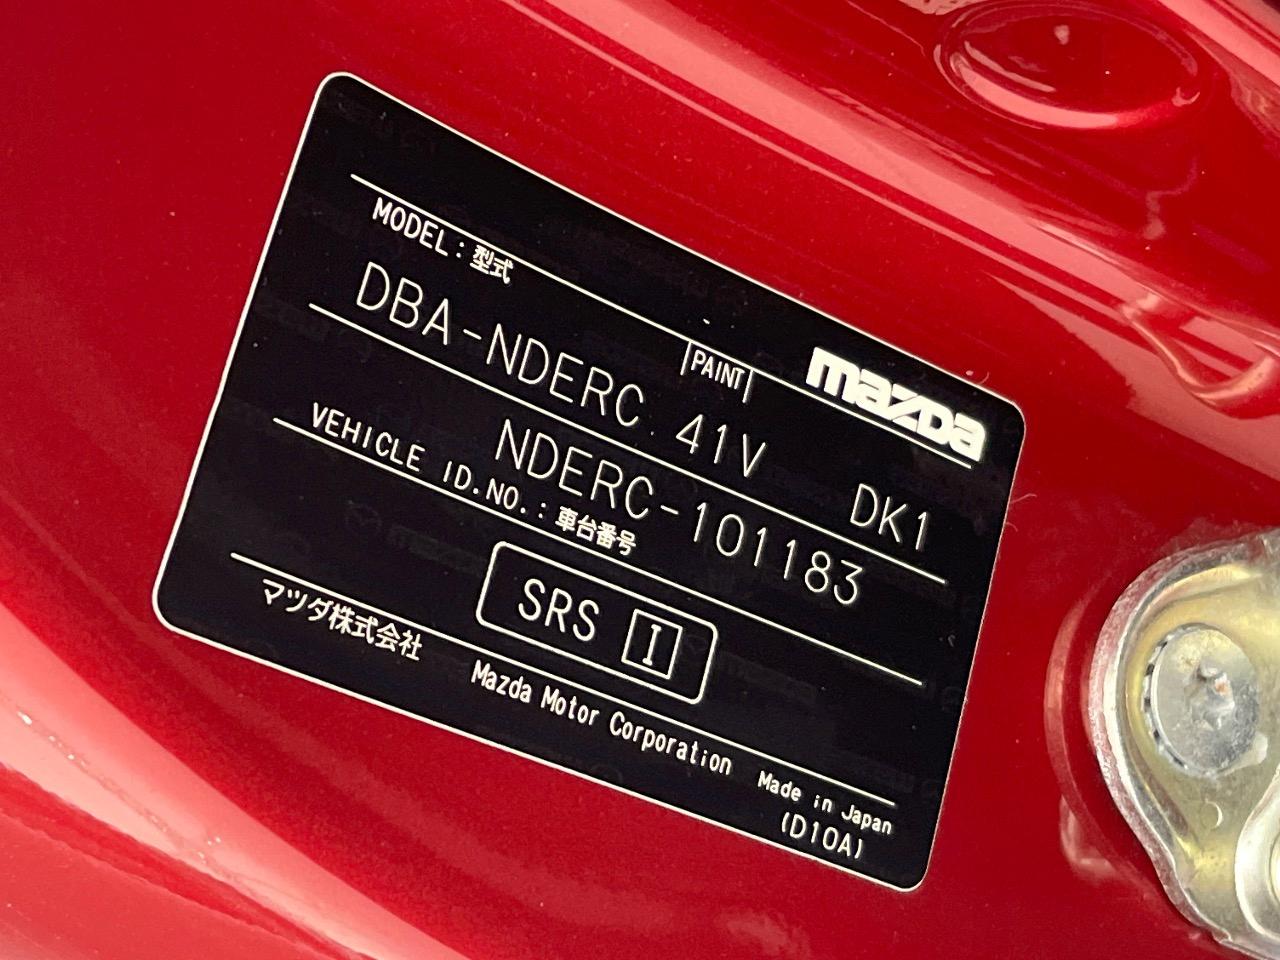 mazda
MODEL : 型式
PAINT
DBA-NDERC 41V DK1
NDERC-101183
VEHICLE ID.NO. : 車台番号
SRS I
マツダ株式会社 Mazda Motor Corporation Made in Japan
(D10A)